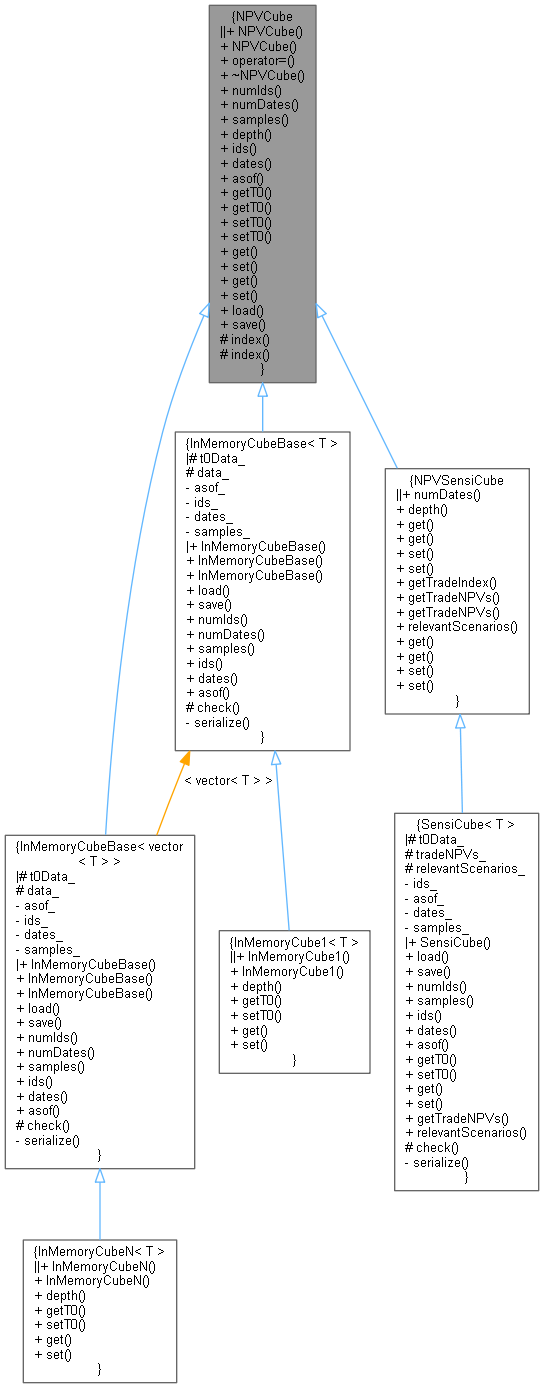 {NPVCube
||+ NPVCube()
+ NPVCube()
+ operator=()
+ ~NPVCube()
+ numIds()
+ numDates()
+ samples()
+ depth()
+ ids()
+ dates()
+ asof()
+ getT0()
+ getT0()
+ setT0()
+ setT0()
+ get()
+ set()
+ get()
+ set()
+ load()
+ save()
# index()
# index()
}
{InMemoryCubeBase< T >
|# t0Data_
# data_
- asof_
- ids_
- dates_
- samples_
|+ InMemoryCubeBase()
+ InMemoryCubeBase()
+ InMemoryCubeBase()
+ load()
+ save()
+ numIds()
+ numDates()
+ samples()
+ ids()
+ dates()
+ asof()
# check()
- serialize()
}
{NPVSensiCube
||+ numDates()
+ depth()
+ get()
+ get()
+ set()
+ set()
+ getTradeIndex()
+ getTradeNPVs()
+ getTradeNPVs()
+ relevantScenarios()
+ get()
+ get()
+ set()
+ set()
}
< vector< T > >
{InMemoryCubeBase< vector
< T > >
|# t0Data_
# data_
- asof_
- ids_
- dates_
- samples_
|+ InMemoryCubeBase()
+ InMemoryCubeBase()
+ InMemoryCubeBase()
+ load()
+ save()
+ numIds()
+ numDates()
+ samples()
+ ids()
+ dates()
+ asof()
# check()
- serialize()
}
{InMemoryCube1< T >
||+ InMemoryCube1()
+ InMemoryCube1()
+ depth()
+ getT0()
+ setT0()
+ get()
+ set()
}
{SensiCube< T >
|# t0Data_
# tradeNPVs_
# relevantScenarios_
- ids_
- asof_
- dates_
- samples_
|+ SensiCube()
+ load()
+ save()
+ numIds()
+ samples()
+ ids()
+ dates()
+ asof()
+ getT0()
+ setT0()
+ get()
+ set()
+ getTradeNPVs()
+ relevantScenarios()
# check()
- serialize()
}
{InMemoryCubeN< T >
||+ InMemoryCubeN()
+ InMemoryCubeN()
+ depth()
+ getT0()
+ setT0()
+ get()
+ set()
}